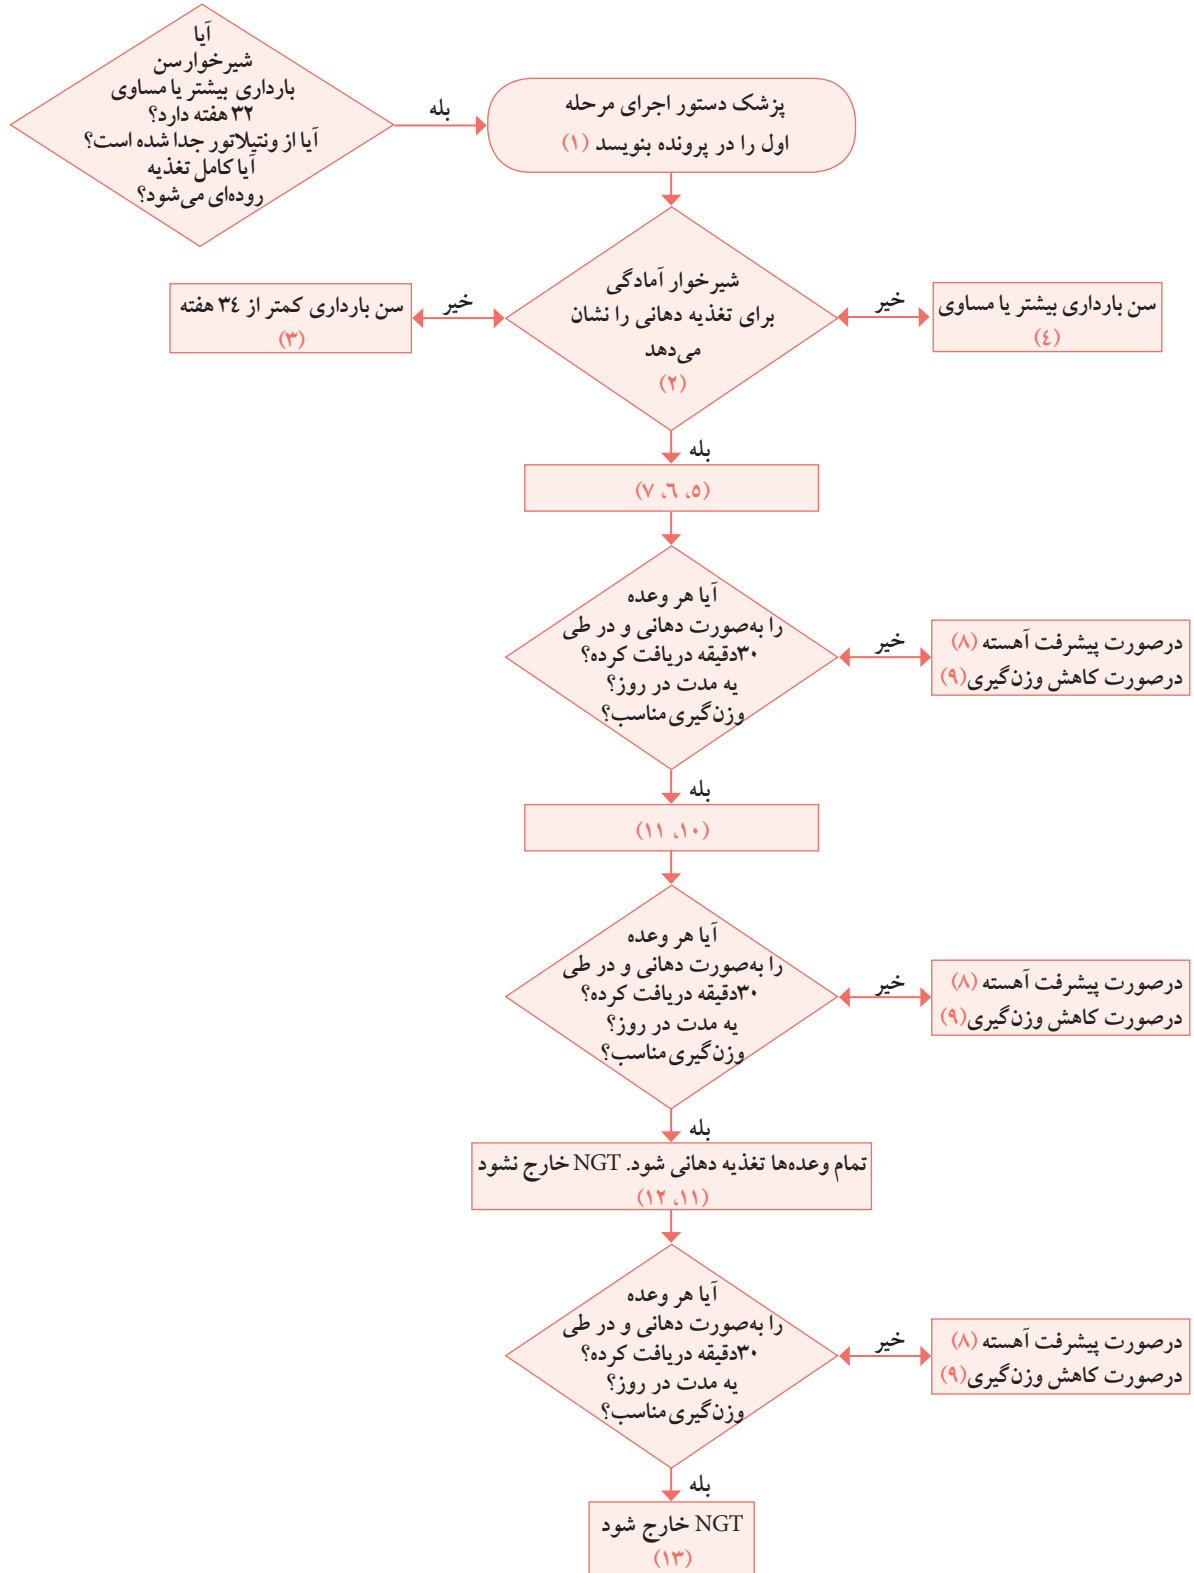 آیا
شیرخوار سن
بارداری بیشتر یا مساوی
۳۲ هفته دارد؟
آیا از ونتیلاتور جدا شده است؟
آیا کامل تغذیه
روده‌ای می‌شود؟
بله
پزشک دستور اجرای مرحله
اول را در پرونده بنویسد (۱)
شیرخوار آمادگی
برای تغذیه دهانی را نشان
می‌دهد
(۲)
خیر
سن بارداری بیشتر یا مساوی
(٤)
خیر
سن بارداری کمتر از ۳٤ هفته
(۳)
بله
(٥، ٦، ۷)
آیا هر وعده
را به‌صورت دهانی و در طی
۳۰دقیقه دریافت کرده؟
یه مدت در روز؟
وزن‌گیری مناسب؟
خیر
درصورت پیشرفت آهسته (۸)
درصورت کاهش وزن‌گیری(۹)
بله
(۱۰، ۱۱)
آیا هر وعده
را به‌صورت دهانی و در طی
۳۰دقیقه دریافت کرده؟
یه مدت در روز؟
وزن‌گیری مناسب؟
خیر
درصورت پیشرفت آهسته (۸)
درصورت کاهش وزن‌گیری(۹)
بله
تمام وعده‌ها تغذیه دهانی شود. NGT خارج نشود
(۱۱، ۱۲)
آیا هر وعده
را به‌صورت دهانی و در طی
۳۰دقیقه دریافت کرده؟
یه مدت در روز؟
وزن‌گیری مناسب؟
خیر
درصورت پیشرفت آهسته (۸)
درصورت کاهش وزن‌گیری(۹)
بله
NGT خارج شود
(۱۳)